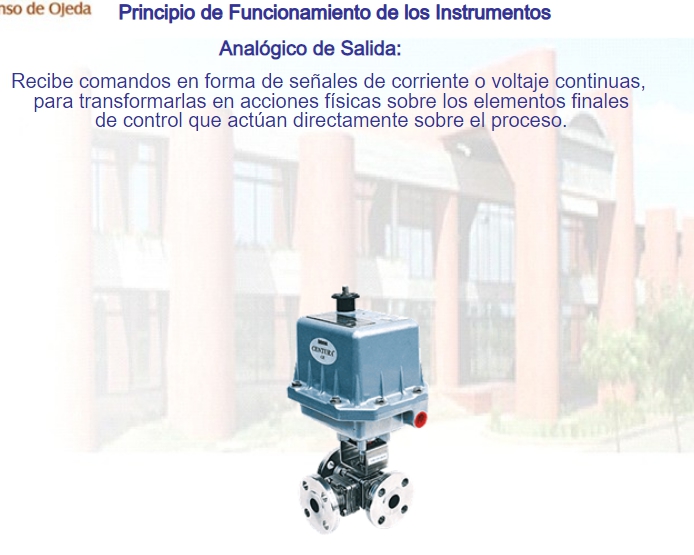 nso de Ojeda
Principio de Funcionamiento de los Instrumentos
Analógico de Salida:
Recibe comandos en forma de señales de corriente o voltaje continuas,
para transformarlas en acciones físicas sobre los elementos finales
de control que actúan directamente sobre el proceso.
CENTURA